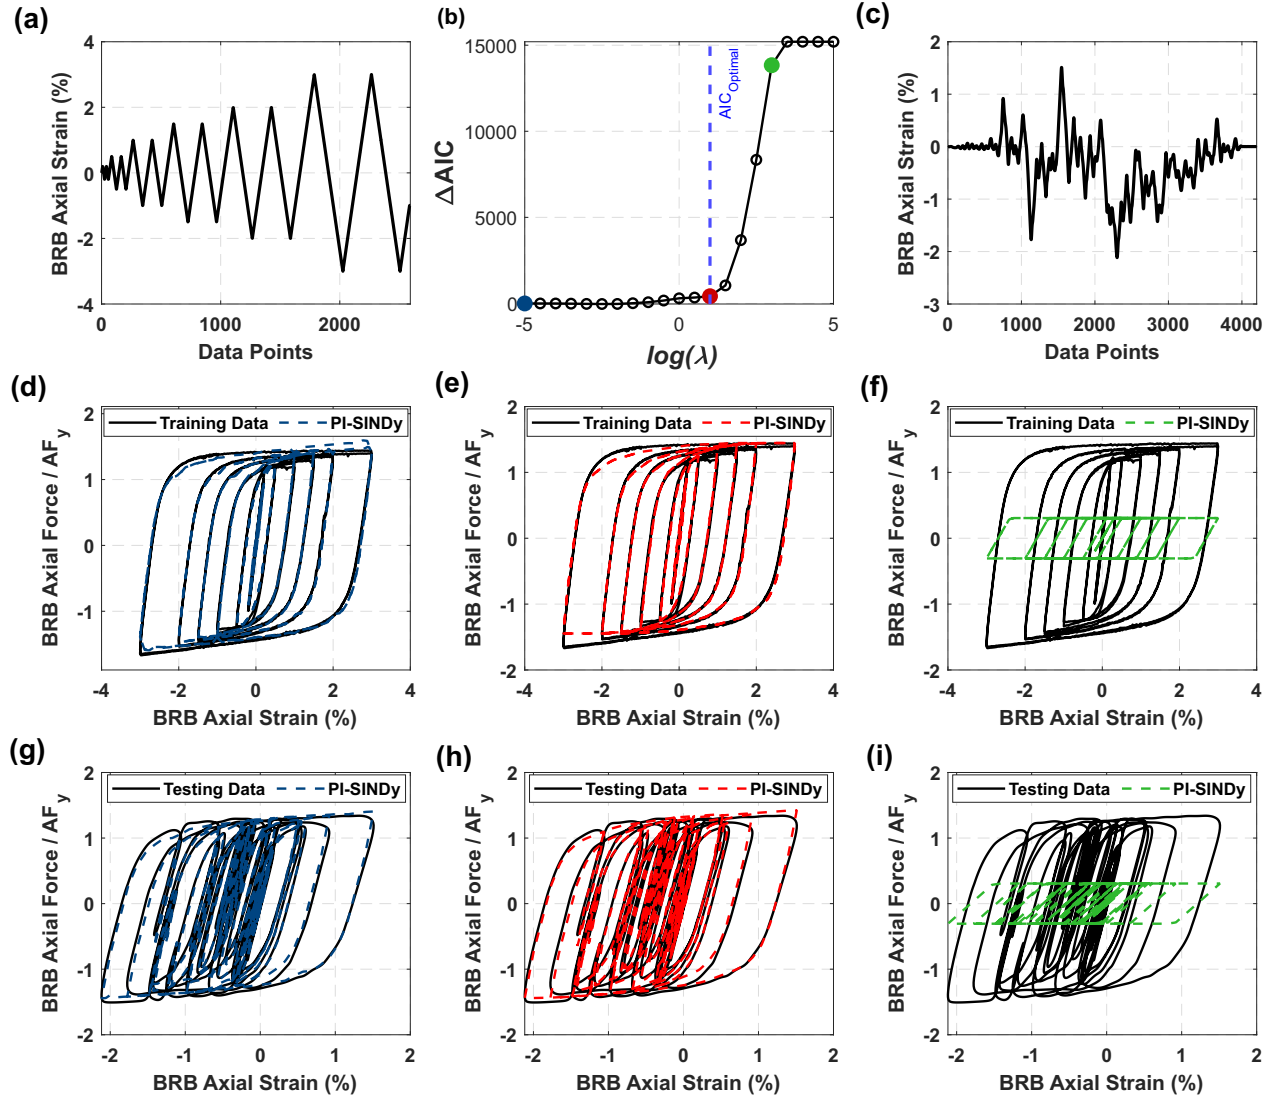 (a)
4
2
0
-2
-4
BRB Axial Strain (%)
0
1000
2000
Data Points
(b)
15000
10000
5000
0
ΔAIC
AIC_Optimal
-5
0
5
log(λ)
(c)
2
1
0
-1
-2
-3
BRB Axial Strain (%)
0
1000
2000
3000
4000
Data Points
(d)
Training Data
PI-SINDy
2
1
0
-1
BRB Axial Force / AF_y
-4
-2
0
2
4
BRB Axial Strain (%)
(e)
Training Data
PI-SINDy
2
1
0
-1
-2
BRB Axial Force / AF_y
-4
-2
0
2
4
BRB Axial Strain (%)
(f)
Training Data
PI-SINDy
2
1
0
-1
-2
BRB Axial Force / AF_y
-4
-2
0
2
4
BRB Axial Strain (%)
(g)
Testing Data
PI-SINDy
2
1
0
-1
-2
BRB Axial Force / AF_y
-2
-1
0
1
2
BRB Axial Strain (%)
(h)
Testing Data
PI-SINDy
2
1
0
-1
-2
BRB Axial Force / AF_y
-2
-1
0
1
2
BRB Axial Strain (%)
(i)
Testing Data
PI-SINDy
2
1
0
-1
-2
BRB Axial Force / AF_y
-2
-1
0
1
2
BRB Axial Strain (%)